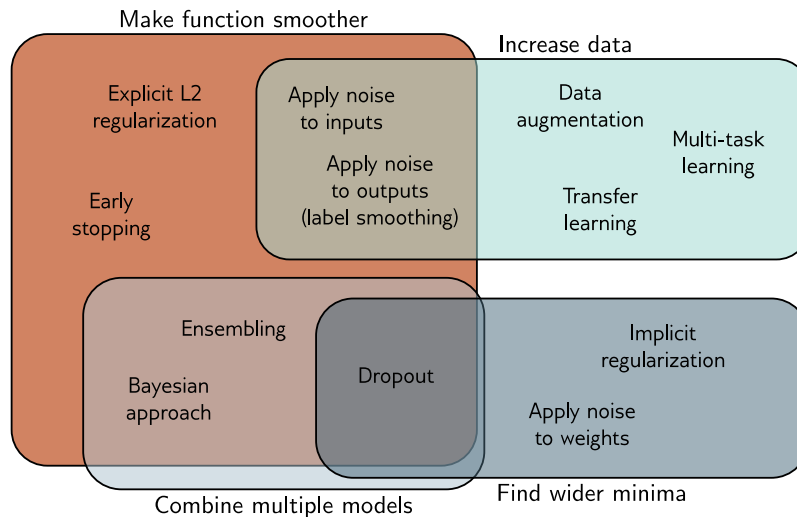 Make function smoother
Increase data
Explicit L2
regularization
Apply noise
to inputs
Data
augmentation
Multi-task
learning
Apply noise
to outputs
(label smoothing)
Early
stopping
Transfer
learning
Ensembling
Implicit
regularization
Bayesian
approach
Dropout
Apply noise
to weights
Combine multiple models
Find wider minima